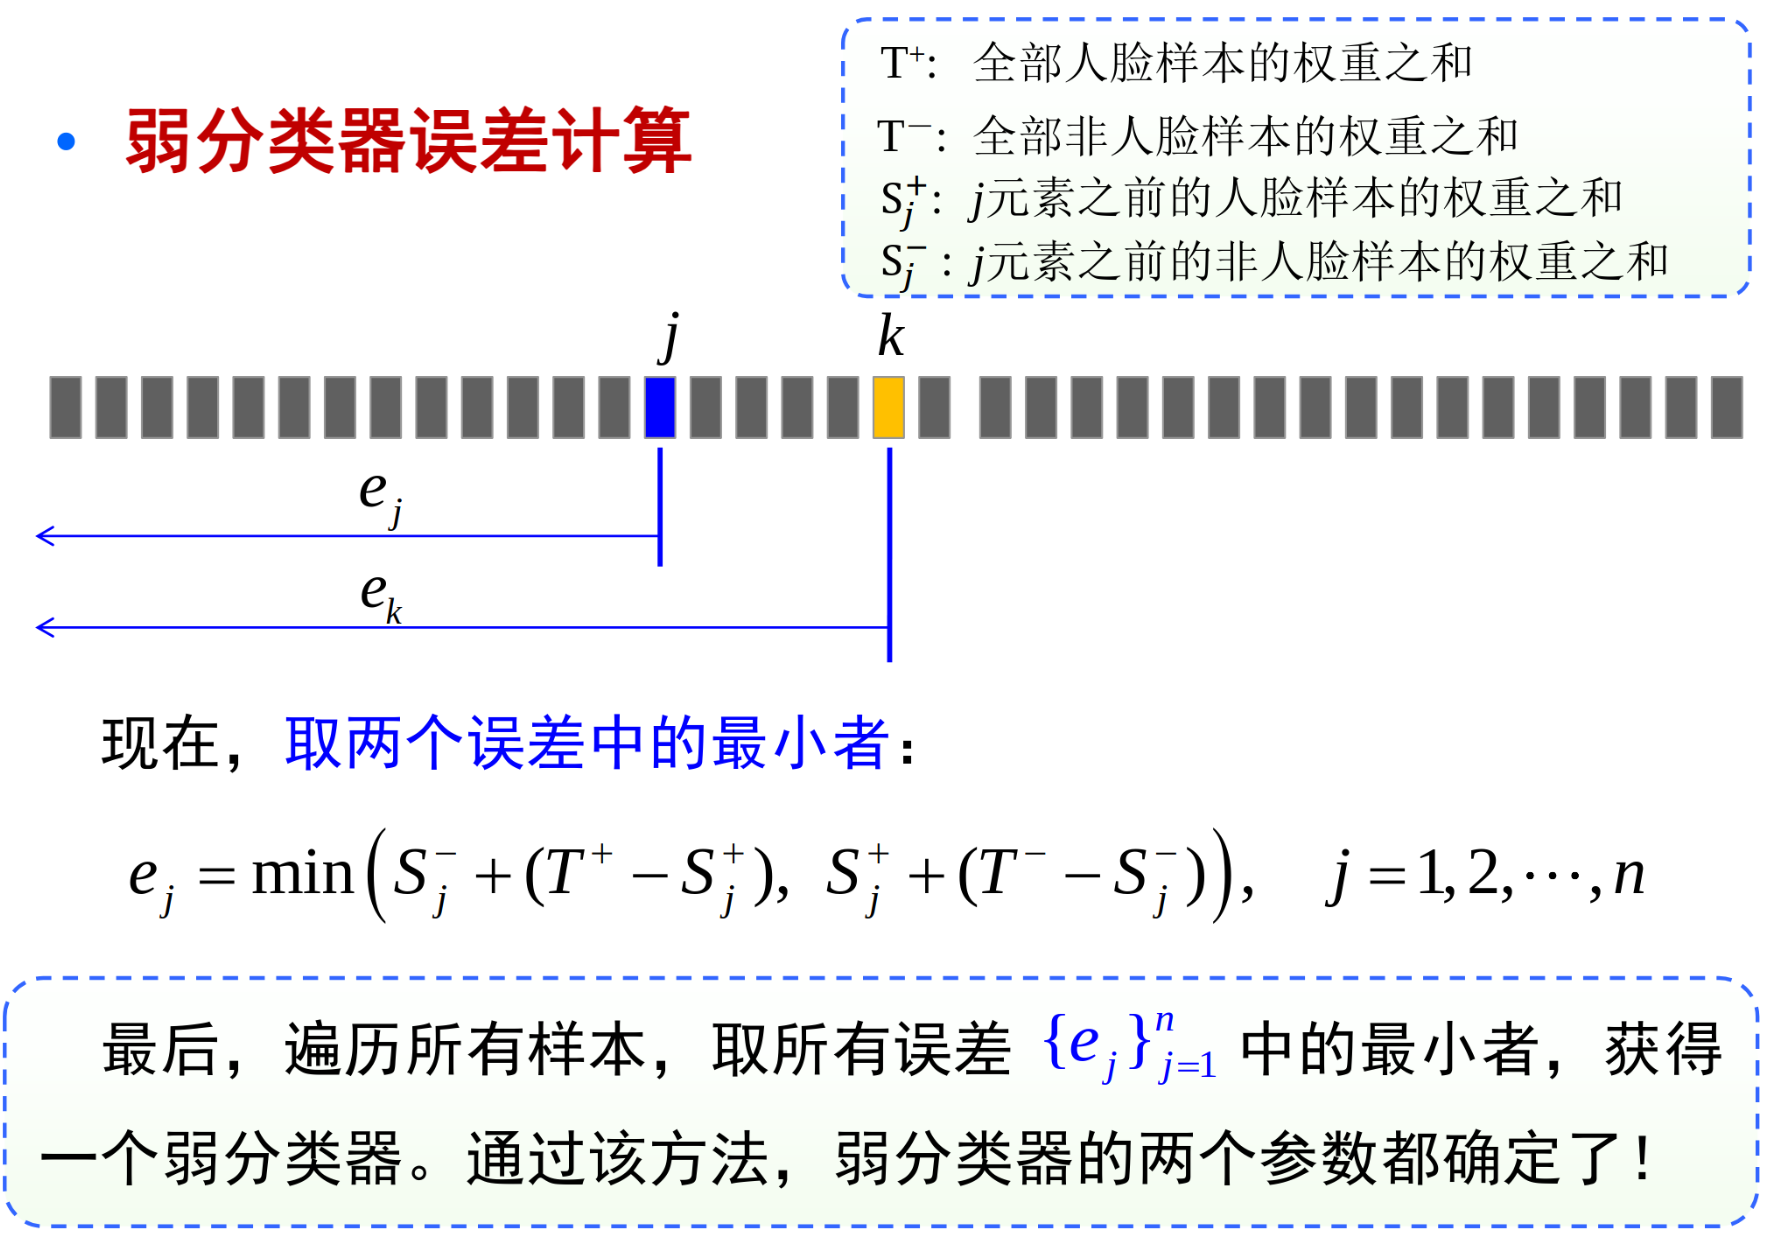 T⁺: 全部人脸样本的权重之和
• 弱分类器误差计算
T⁻: 全部非人脸样本的权重之和
S_j^+: j元素之前的人脸样本的权重之和
S_j^-: j元素之前的非人脸样本的权重之和
j k
e_j
e_k
现在，取两个误差中的最小者：
e_j = min(S_j^- + (T^+ − S_j^+), S_j^+ + (T^- − S_j^-)), j = 1, 2, ⋯, n
最后，遍历所有样本，取所有误差 {e_j}_{j=1}^n 中的最小者，获得
一个弱分类器。通过该方法，弱分类器的两个参数都确定了！